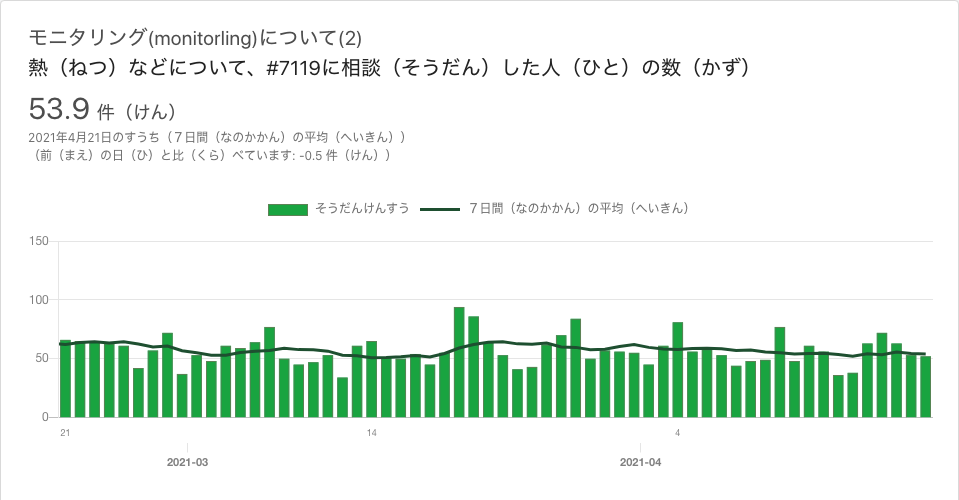 モニタリング(monitorling)について(2)
熱（ねつ）などについて、#7119に相談（そうだん）した人（ひと）の数（かず）
53.9 件（けん）
2021年4月21日のすうち（７日間（なのかかん）の平均（へいきん））
（前（まえ）の日（ひ）と比（くら）べています: -0.5 件（けん））
そうだんけんすう ７日間（なのかかん）の平均（へいきん）
150
100
50
0
21 14 4
2021-03 2021-04